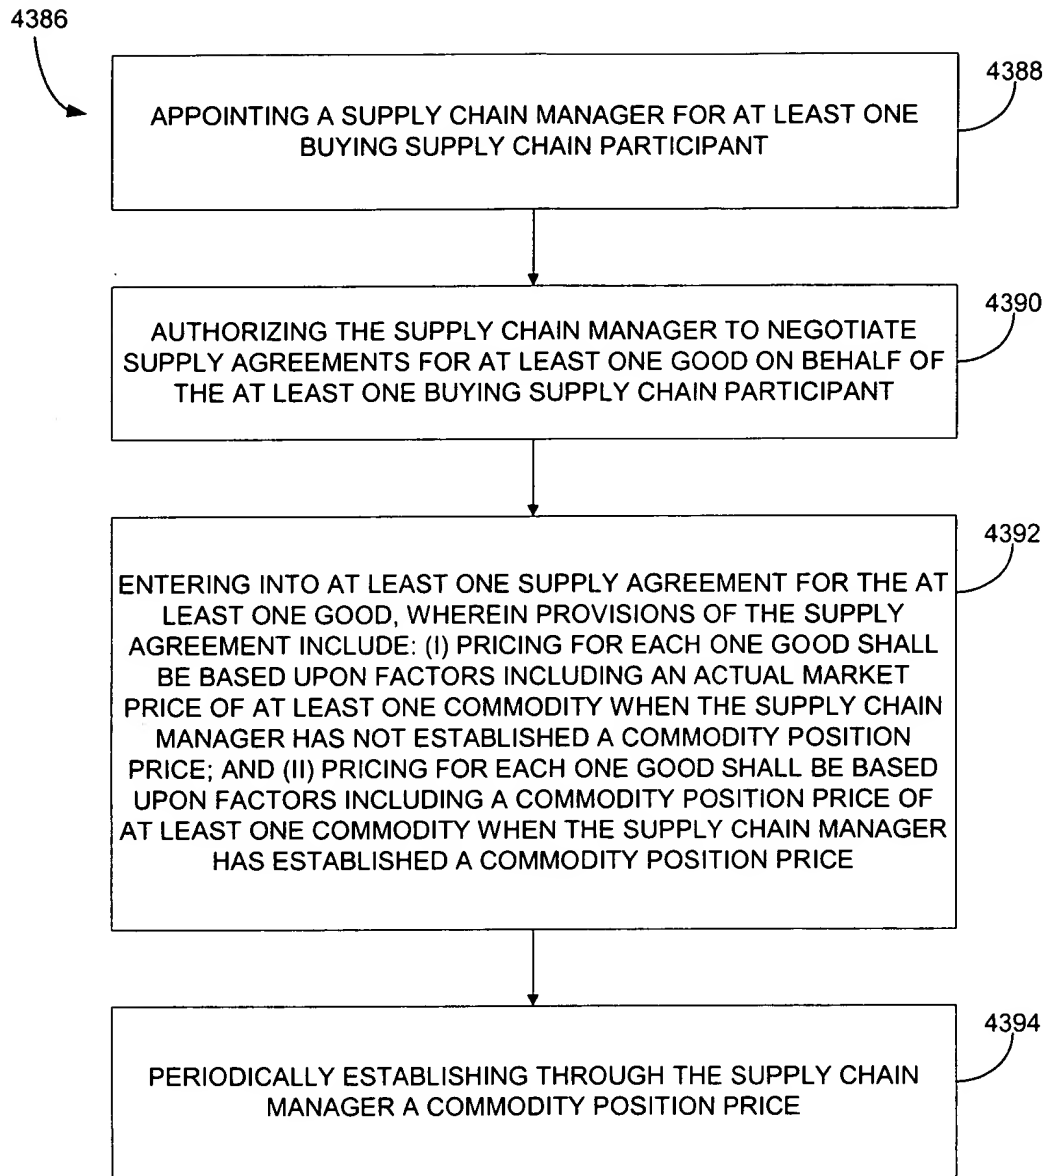 4386
4388
APPOINTING A SUPPLY CHAIN MANAGER FOR AT LEAST ONE
BUYING SUPPLY CHAIN PARTICIPANT
4390
AUTHORIZING THE SUPPLY CHAIN MANAGER TO NEGOTIATE
SUPPLY AGREEMENTS FOR AT LEAST ONE GOOD ON BEHALF OF
THE AT LEAST ONE BUYING SUPPLY CHAIN PARTICIPANT
4392
ENTERING INTO AT LEAST ONE SUPPLY AGREEMENT FOR THE AT
LEAST ONE GOOD, WHEREIN PROVISIONS OF THE SUPPLY
AGREEMENT INCLUDE: (I) PRICING FOR EACH ONE GOOD SHALL
BE BASED UPON FACTORS INCLUDING AN ACTUAL MARKET
PRICE OF AT LEAST ONE COMMODITY WHEN THE SUPPLY CHAIN
MANAGER HAS NOT ESTABLISHED A COMMODITY POSITION
PRICE; AND (II) PRICING FOR EACH ONE GOOD SHALL BE BASED
UPON FACTORS INCLUDING A COMMODITY POSITION PRICE OF
AT LEAST ONE COMMODITY WHEN THE SUPPLY CHAIN MANAGER
HAS ESTABLISHED A COMMODITY POSITION PRICE
4394
PERIODICALLY ESTABLISHING THROUGH THE SUPPLY CHAIN
MANAGER A COMMODITY POSITION PRICE